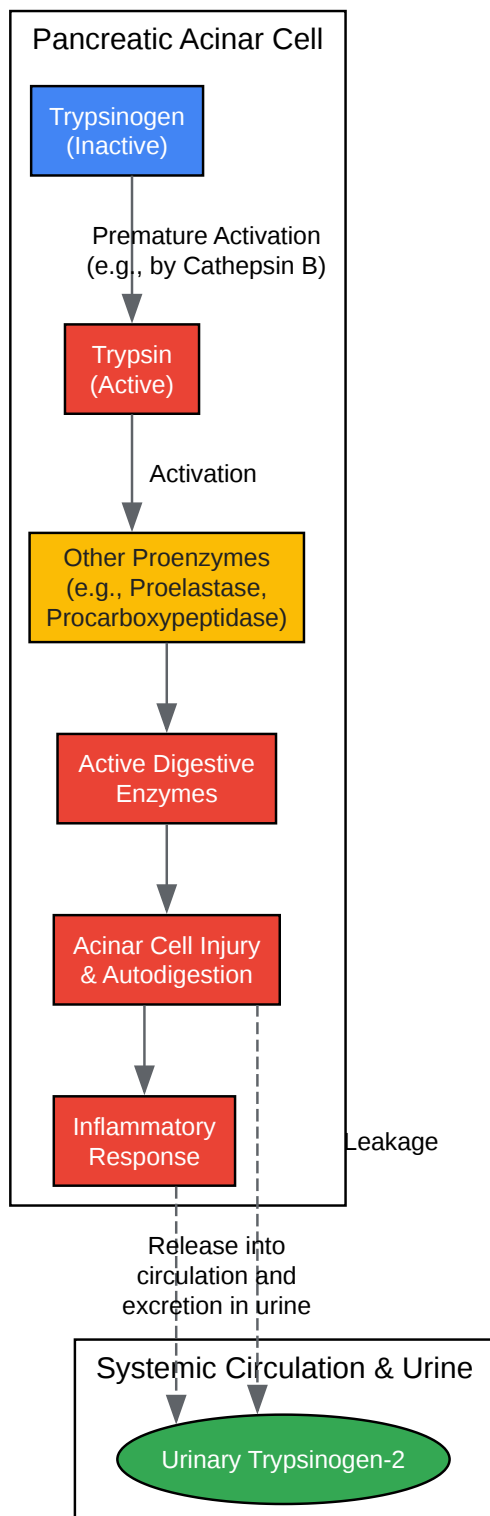 Pancreatic Acinar Cell
Trypsinogen
(Inactive)
Premature Activation
(e.g., by Cathepsin B)
Trypsin
(Active)
Activation
Other Proenzymes
(e.g., Proelastase,
Procarboxypeptidase)
Active Digestive
Enzymes
Acinar Cell Injury
& Autodigestion
Inflammatory
Response
Leakage
Release into
circulation and
excretion in urine
Systemic Circulation & Urine
Urinary Trypsinogen-2